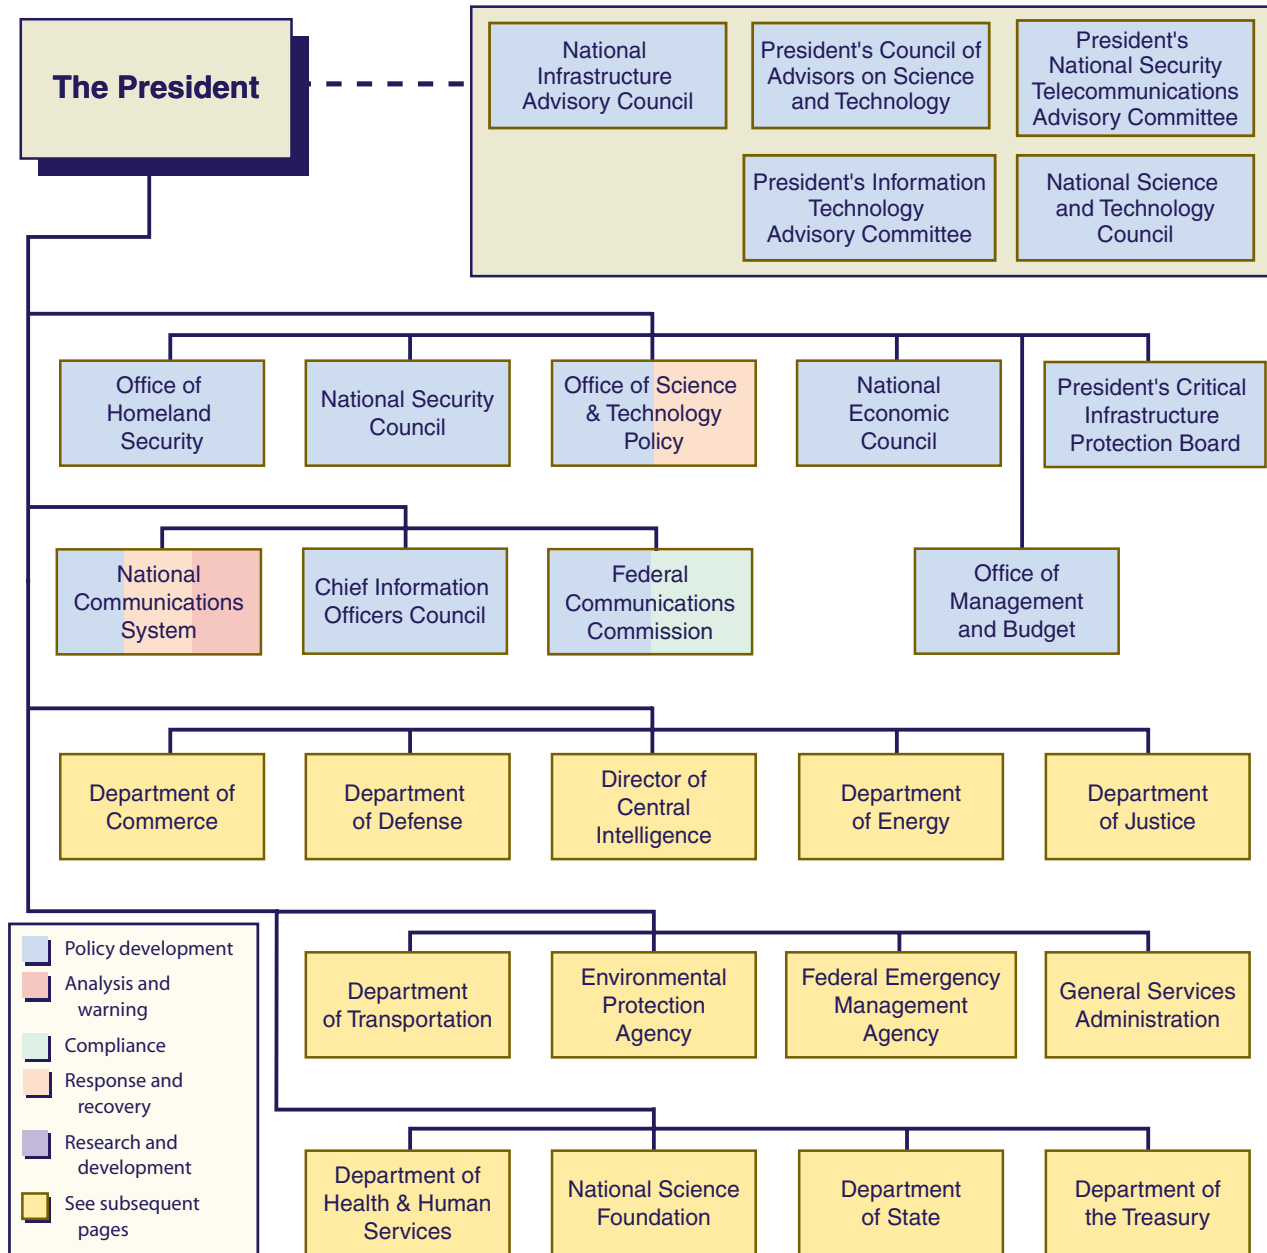 The President
National
Infrastructure
Advisory Council
President's Council of
Advisors on Science
and Technology
President's
National Security
Telecommunications
Advisory Committee
President's Information
Technology
Advisory Committee
National Science
and Technology
Council
Office of
Homeland
Security
National Security
Council
Office of Science
& Technology
Policy
National
Economic
Council
President's Critical
Infrastructure
Protection Board
National
Communications
System
Chief Information
Officers Council
Federal
Communications
Commission
Office of
Management
and Budget
Department of
Commerce
Department
of Defense
Director of
Central
Intelligence
Department
of Energy
Department
of Justice
Department
of Transportation
Environmental
Protection
Agency
Federal Emergency
Management
Agency
General Services
Administration
Department of
Health & Human
Services
National Science
Foundation
Department
of State
Department of
the Treasury
Policy development
Analysis and
warning
Compliance
Response and
recovery
Research and
development
See subsequent
pages